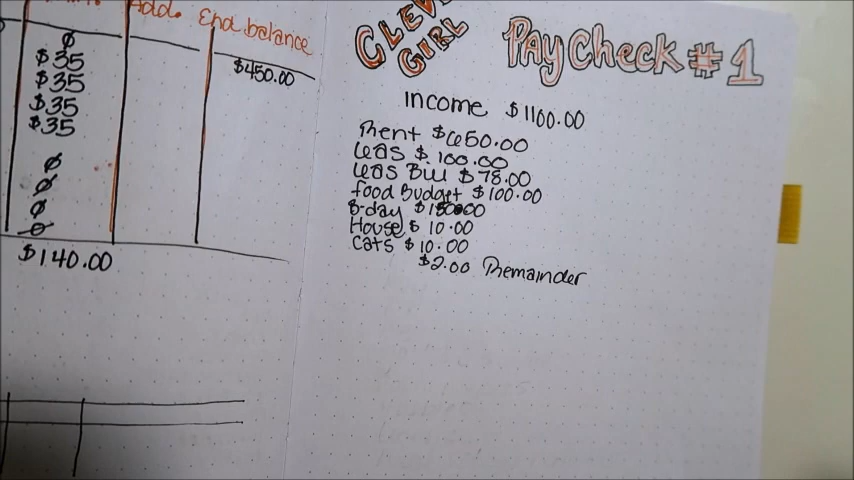 Add. End balance
Ø
$35
$35
$35
$35
Ø
Ø
Ø
Ø
$140.00
$450.00
CLEV
GIRL
PAYCHECK #1
Income $1100.00
Rent $650.00
Gas $100.00
Gas Bill $78.00
Food Budget $100.00
B-day $150.00
House $10.00
Cats $10.00
$2.00 Remainder